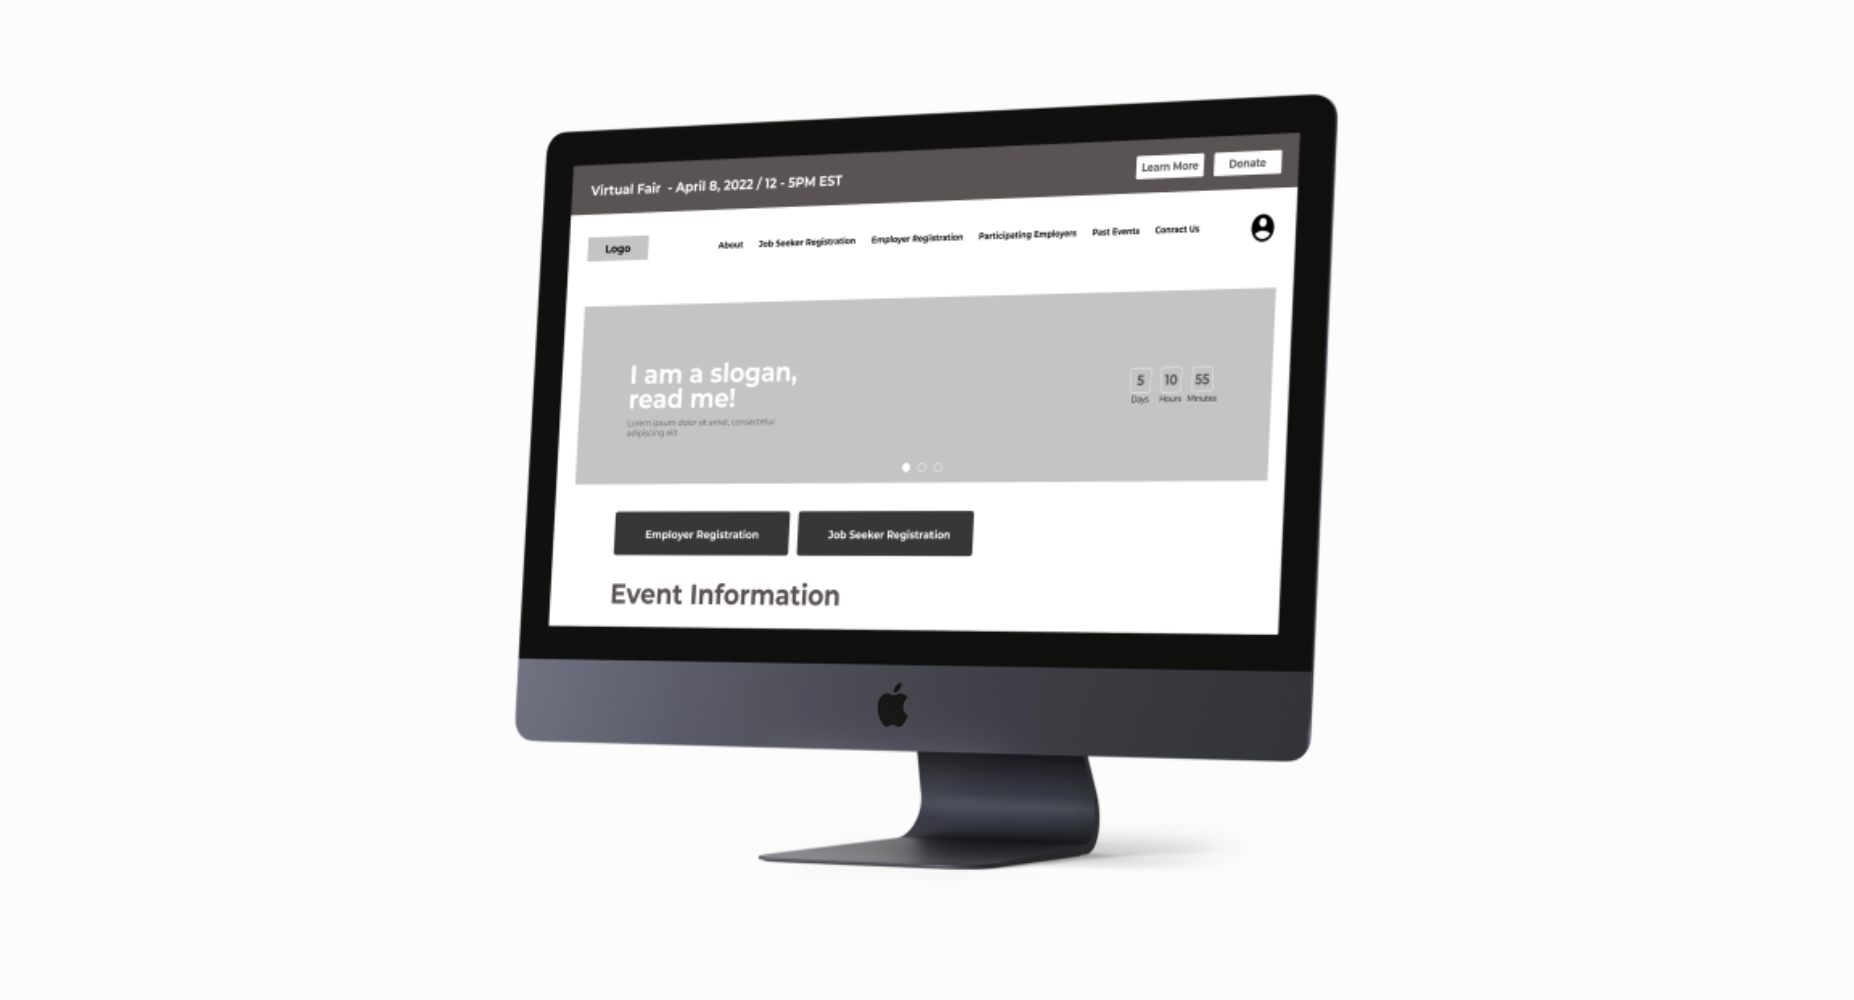 Virtual Fair - April 8, 2022 / 12 - 5PM EST
Learn More
Donate
Logo
About
Job Seeker Registration
Employer Registration
Participating Employers
Past Events
Conract Us
I am a slogan,
read me!
Lorem ipsum dolor sit amet, consectetur
adipiscing elit
5 10 55
Days Hours Minutes
Employer Registration
Job Seeker Registration
Event Information